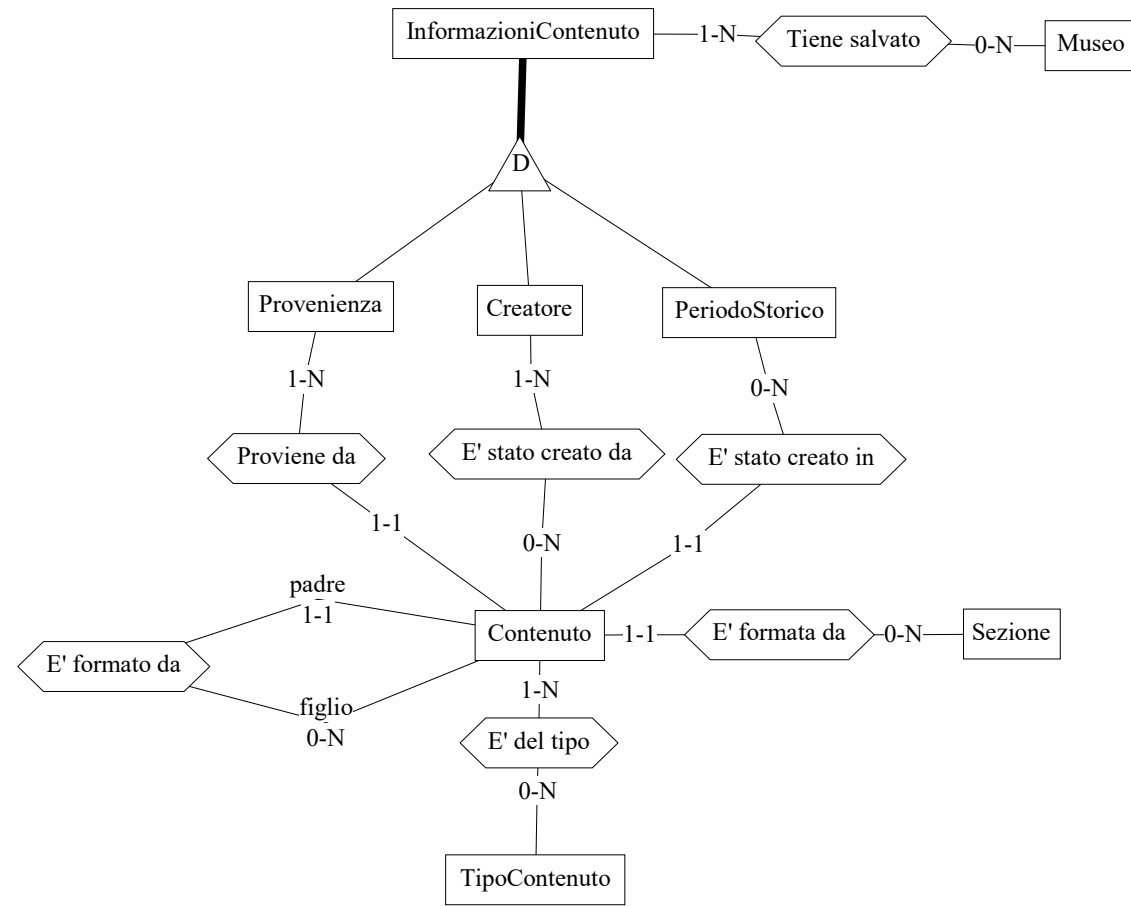 InformazioniContenuto
1-N
Tiene salvato
0-N
Museo
D
Provenienza
Creatore
PeriodoStorico
1-N
1-N
0-N
Proviene da
E' stato creato da
E' stato creato in
1-1
0-N
1-1
padre
1-1
Contenuto
1-1
E' formata da
0-N
Sezione
E' formato da
figlio
0-N
1-N
E' del tipo
0-N
TipoContenuto